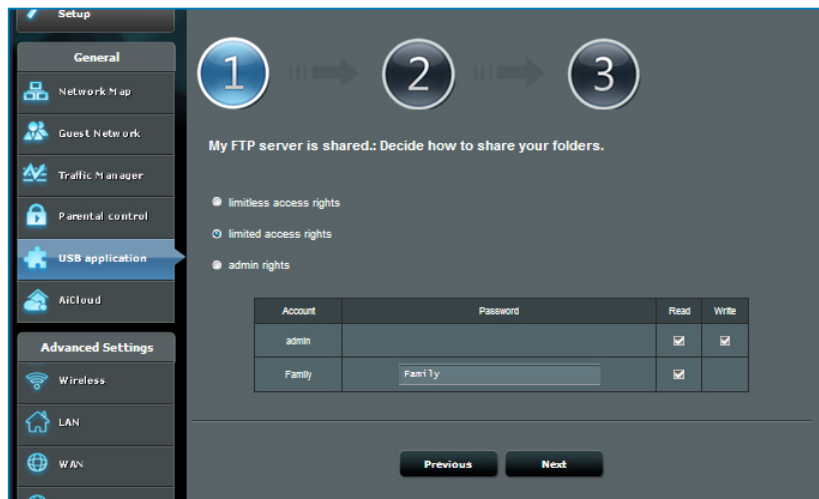 Setup
General
Network Map
Guest Network
Traffic Manager
Parental control
USB application
AiCloud
Advanced Settings
Wireless
LAN
WAN
1
2
3
My FTP server is shared.: Decide how to share your folders.
limitless access rights
limited access rights
admin rights
Account Password Read Write
admin
Family Family
Previous Next